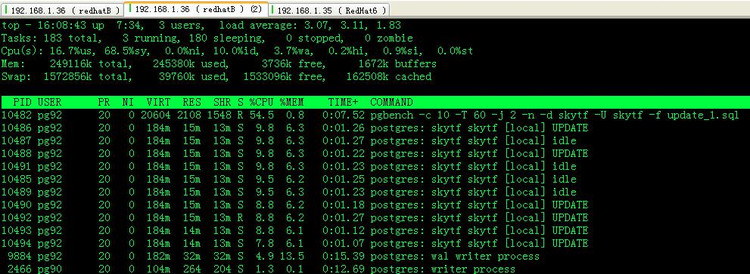 192.168.1.36 ( redhatB ) 192.168.1.36 ( redhatB ) (2) 192.168.1.35 ( RedHat6 )
top - 16:08:43 up 7:34, 3 users, load average: 3.07, 3.11, 1.83
Tasks: 183 total, 3 running, 180 sleeping, 0 stopped, 0 zombie
Cpu(s): 16.7%us, 68.5%sy, 0.0%ni, 10.0%id, 3.7%wa, 0.2%hi, 0.9%si, 0.0%st
Mem: 249116k total, 245380k used, 3736k free, 1672k buffers
Swap: 1572856k total, 39760k used, 1533096k free, 162508k cached
PID USER PR NI VIRT RES SHR S %CPU %MEM TIME+ COMMAND
10482 pg92 20 0 20604 2108 1548 R 54.5 0.8 0:07.52 pgbench -c 10 -T 60 -j 2 -n -d skytf -U skytf -f update_1.sql
10486 pg92 20 0 184m 15m 13m S 9.8 6.3 0:01.26 postgres: skytf skytf [local] UPDATE
10487 pg92 20 0 184m 15m 13m S 9.8 6.3 0:01.27 postgres: skytf skytf [local] idle
10488 pg92 20 0 184m 15m 13m S 9.8 6.3 0:01.22 postgres: skytf skytf [local] UPDATE
10491 pg92 20 0 184m 15m 13m S 9.8 6.3 0:01.23 postgres: skytf skytf [local] idle
10485 pg92 20 0 184m 15m 13m S 9.5 6.2 0:01.25 postgres: skytf skytf [local] idle
10489 pg92 20 0 184m 15m 13m S 9.5 6.3 0:01.23 postgres: skytf skytf [local] idle
10490 pg92 20 0 184m 15m 13m S 8.8 6.2 0:01.18 postgres: skytf skytf [local] UPDATE
10492 pg92 20 0 184m 15m 13m R 8.8 6.2 0:01.27 postgres: skytf skytf [local] UPDATE
10493 pg92 20 0 184m 14m 13m S 8.8 6.1 0:01.12 postgres: skytf skytf [local] UPDATE
10494 pg92 20 0 184m 14m 13m S 7.8 6.1 0:01.07 postgres: skytf skytf [local] UPDATE
9884 pg92 20 0 182m 32m 32m S 4.9 13.5 0:15.39 postgres: wal writer process
2466 pg90 20 0 104m 264 204 S 1.3 0.1 0:12.69 postgres: writer process